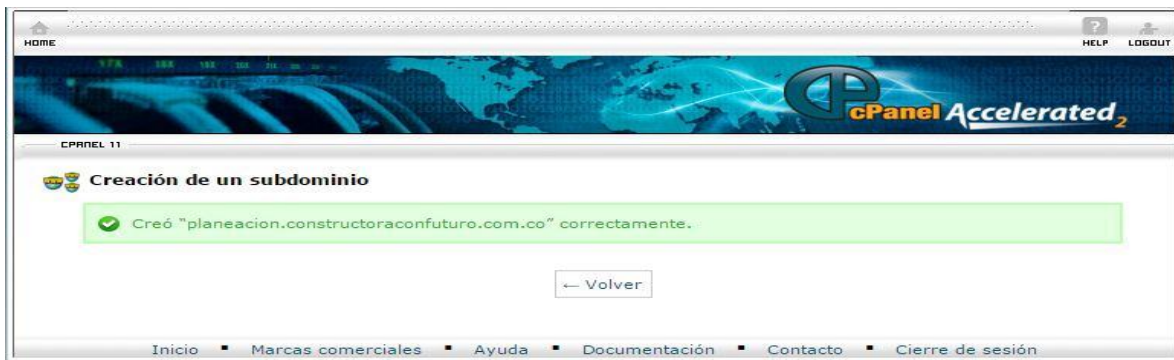 HOME
HELP LOGOUT
cPanel Accelerated2
CPANEL 11
Creación de un subdominio
Creó "planeacion.constructoraconfuturo.com.co" correctamente.
← Volver
Inicio ▪ Marcas comerciales ▪ Ayuda ▪ Documentación ▪ Contacto ▪ Cierre de sesión